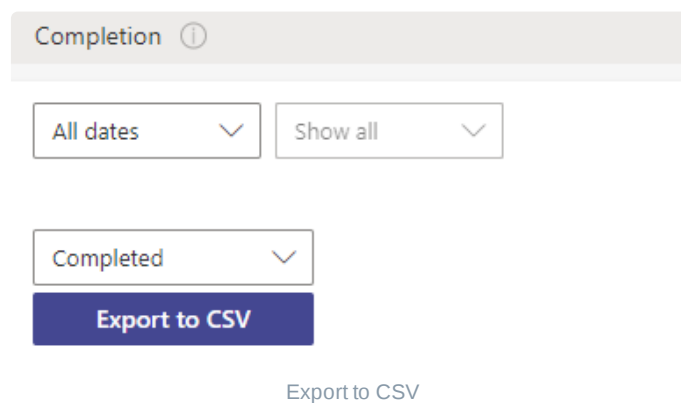 Completion
All dates Show all
Completed
Export to CSV
Export to CSV